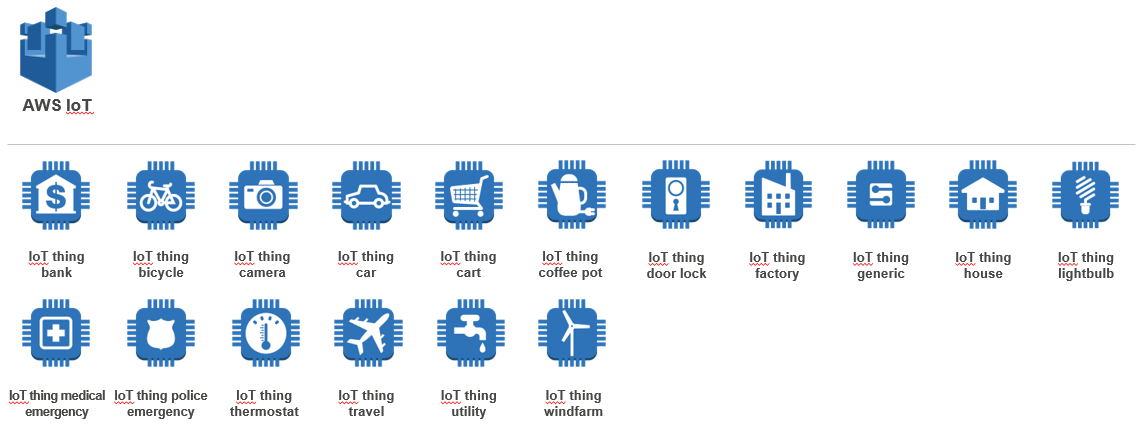 AWS IoT
IoT thing IoT thing IoT thing IoT thing IoT thing IoT thing IoT thing IoT thing IoT thing IoT thing IoT thing
bank bicycle camera car cart coffee pot door lock factory generic house lightbulb
IoT thing medical IoT thing police IoT thing IoT thing IoT thing IoT thing
emergency emergency thermostat travel utility windfarm